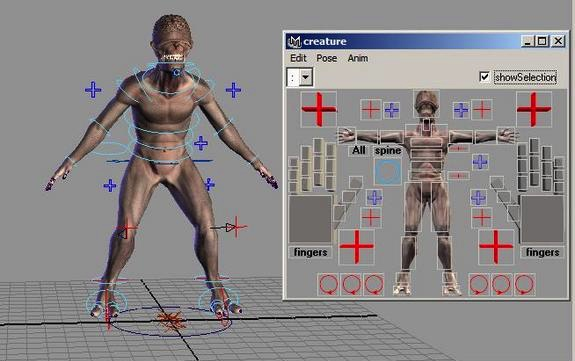 creature
Edit Pose Anim
:
showSelection
All spine
fingers fingers